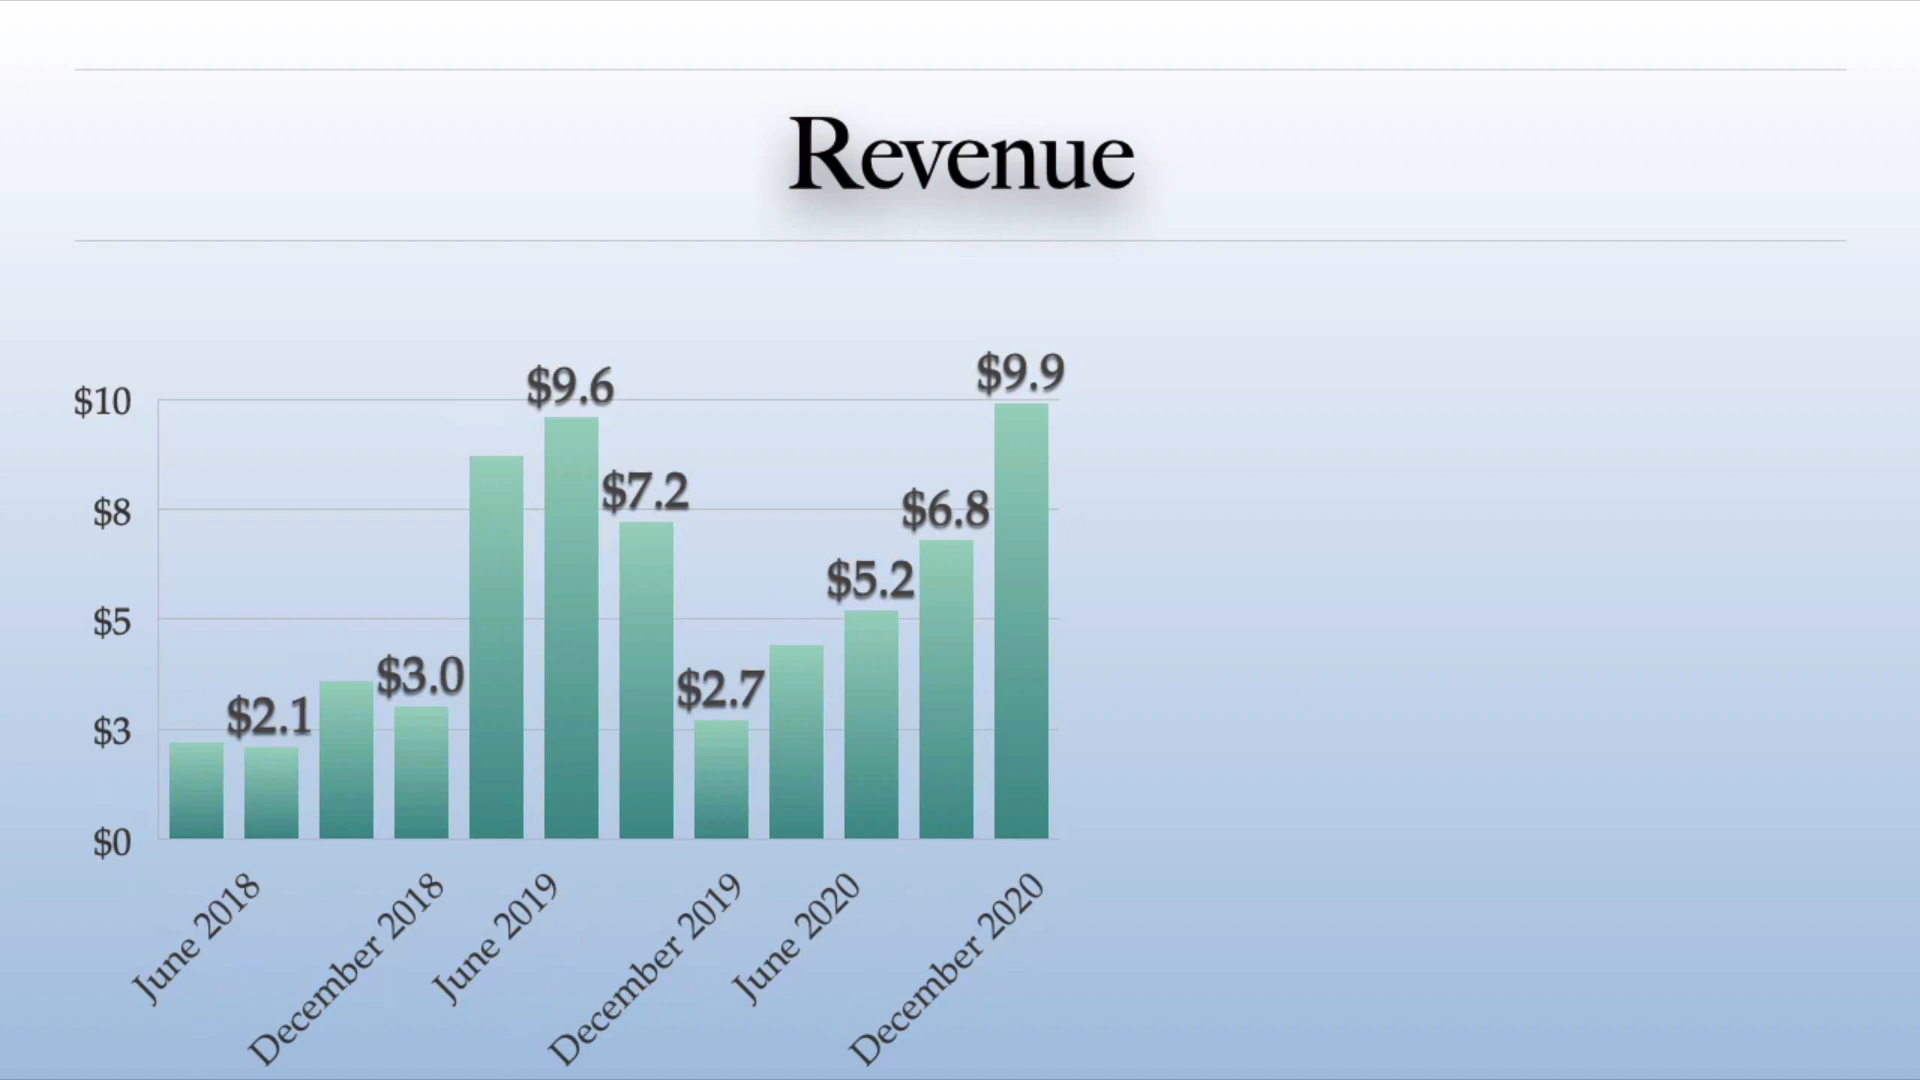 Revenue
$10
$8
$5
$3
$0
$2.1
$3.0
$9.6
$7.2
$2.7
$5.2
$6.8
$9.9
June 2018
December 2018
June 2019
December 2019
June 2020
December 2020